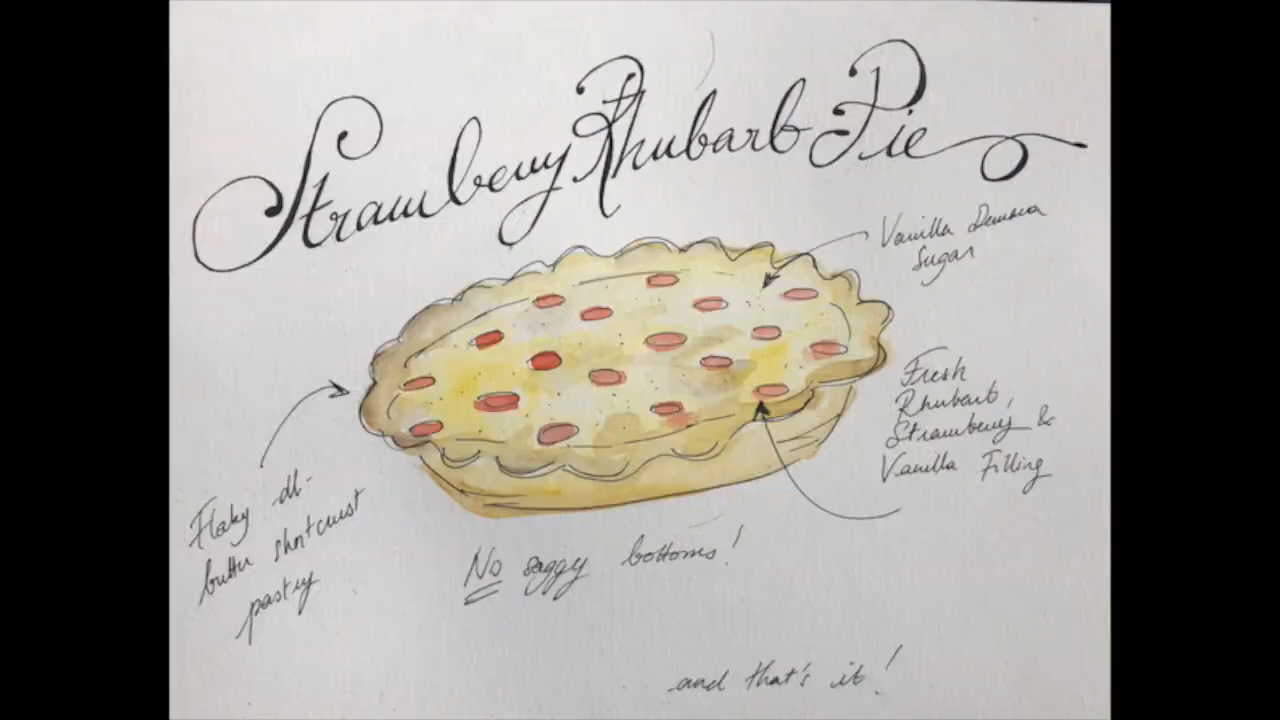 Strawberry Rhubarb Pie
Vanilla Demerara
Sugar
Fresh
Rhubarb,
Strawberry &
Vanilla Filling
Flaky all-
butter shortcrust
pastry
No soggy bottoms!
and that's it!